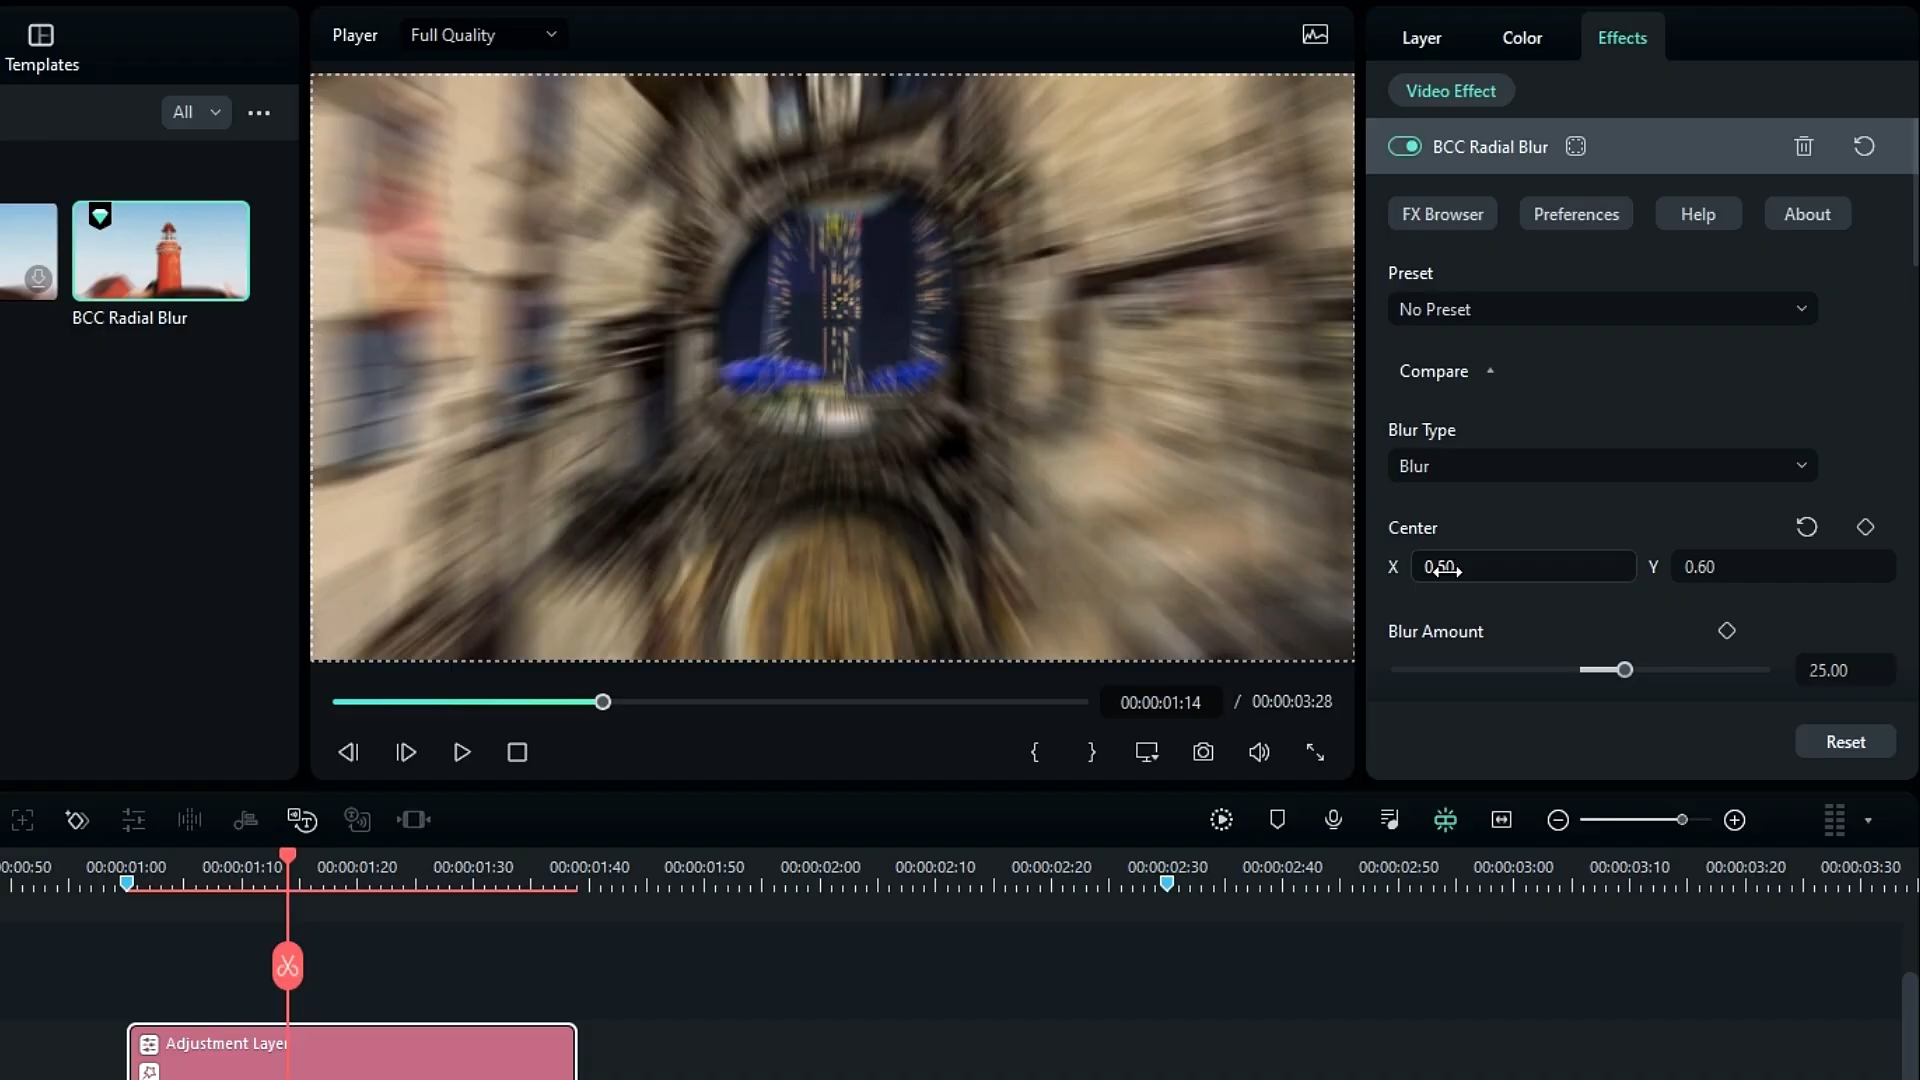 Templates
Player
Full Quality
Layer
Color
Effects
Video Effect
All
BCC Radial Blur
FX Browser
Preferences
Help
About
BCC Radial Blur
Preset
No Preset
Compare
Blur Type
Blur
Center
X
0.50
Y
0.60
Blur Amount
25.00
00:00:01:14
/
00:00:03:28
Reset
00:00:50
00:00:01:00
00:00:01:10
00:00:01:20
00:00:01:30
00:00:01:40
00:00:01:50
00:00:02:00
00:00:02:10
00:00:02:20
00:00:02:30
00:00:02:40
00:00:02:50
00:00:03:00
00:00:03:10
00:00:03:20
00:00:03:30
Adjustment Layer